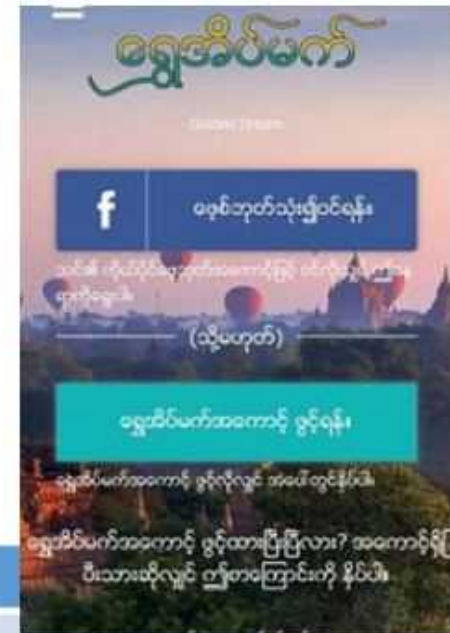 ရွှေအိပ်မက်
Golden Dream
f ဖေ့စ်ဘုတ်သုံး၍ဝင်ရန်။
(သို့မဟုတ်)
ရွှေအိပ်မက်အကောင့် ဖွင့်ရန်။
ရွှေအိပ်မက်အကောင့် ဖွင့်လိုလျှင် အပေါ်တွင်နှိပ်ပါ။
ရွှေအိပ်မက်အကောင့် ဖွင့်ထားပြီးပြီလား? အကောင့်ရှိပြ
ပီးသားဆိုလျှင် ဤစာကြောင်းကို နှိပ်ပါ။